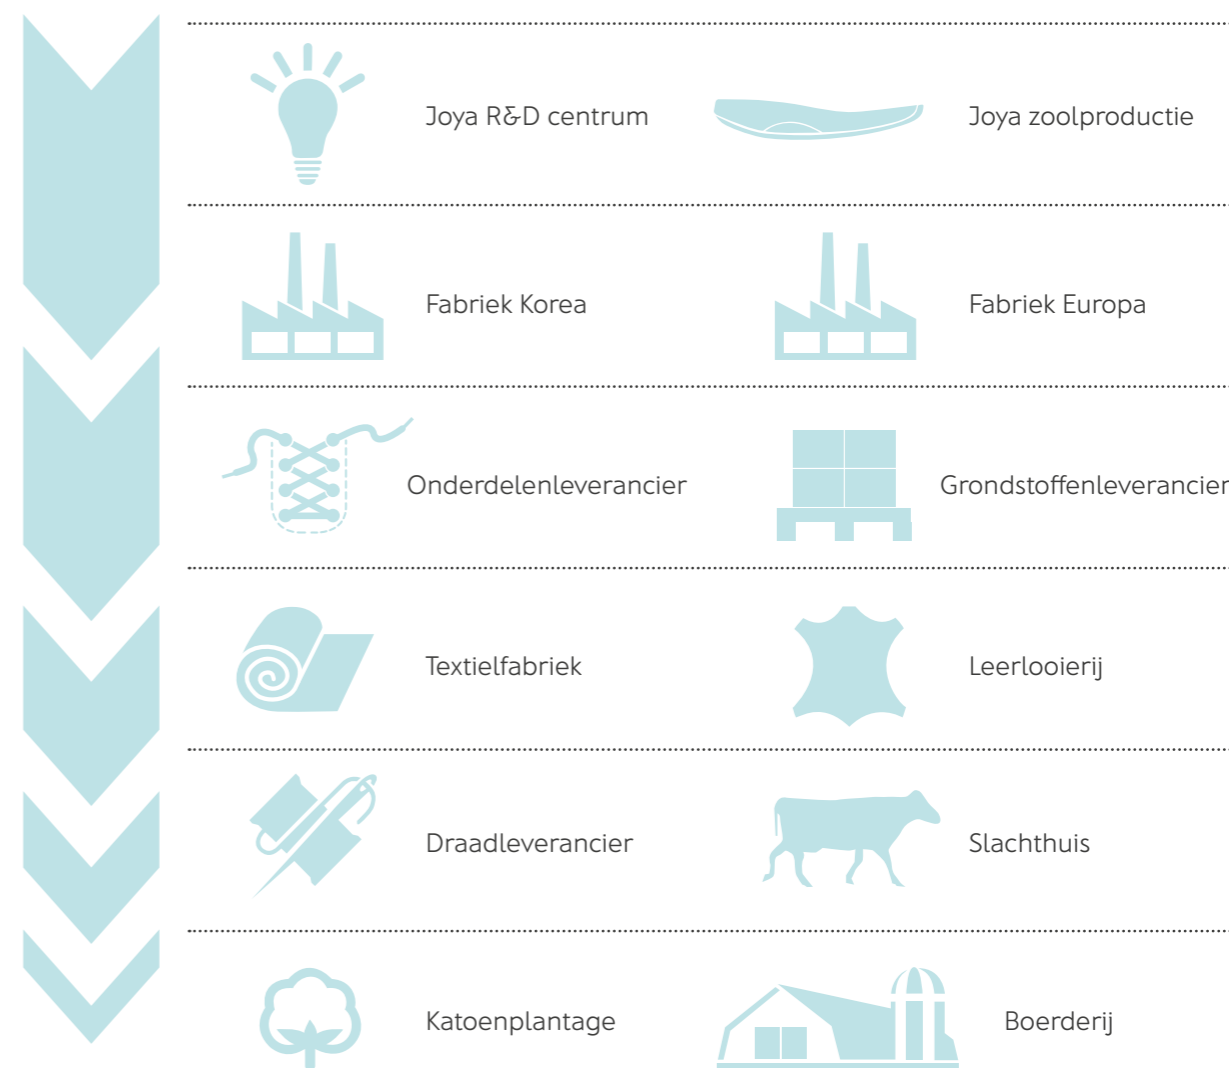 Joya R&D centrum
Joya zoolproductie
Fabriek Korea
Fabriek Europa
Onderdelenleverancier
Grondstoffenleverancier
Textielfabriek
Leerlooierij
Draadleverancier
Slachthuis
Katoenplantage
Boerderij